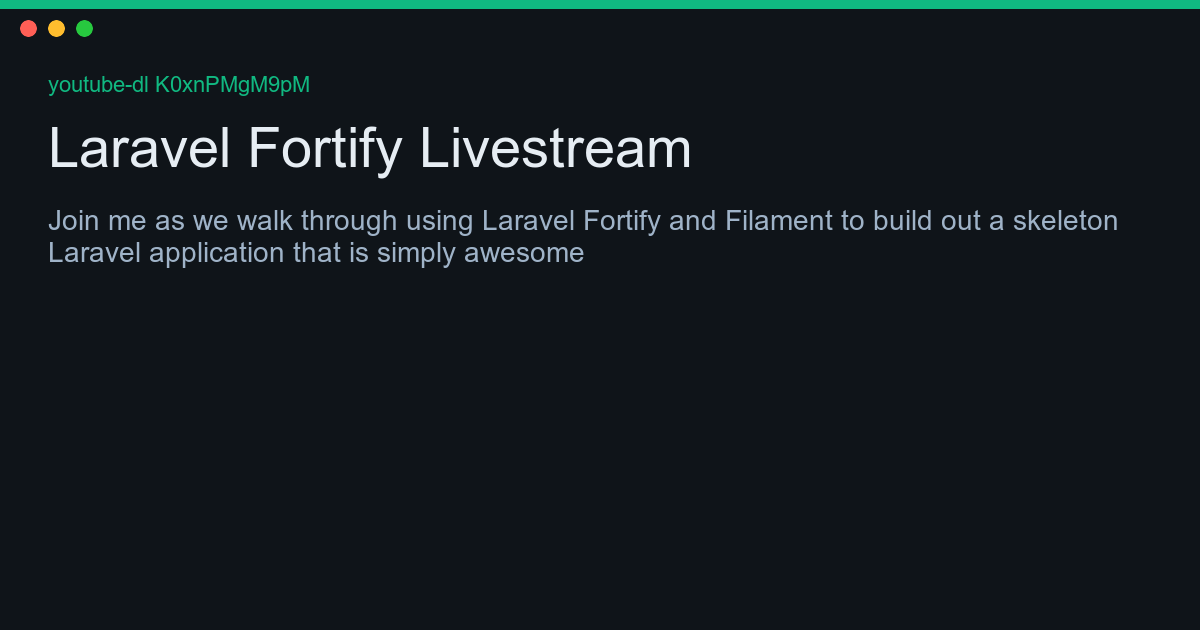 youtube-dl K0xnPMgM9pM
Laravel Fortify Livestream
Join me as we walk through using Laravel Fortify and Filament to build out a skeleton
Laravel application that is simply awesome